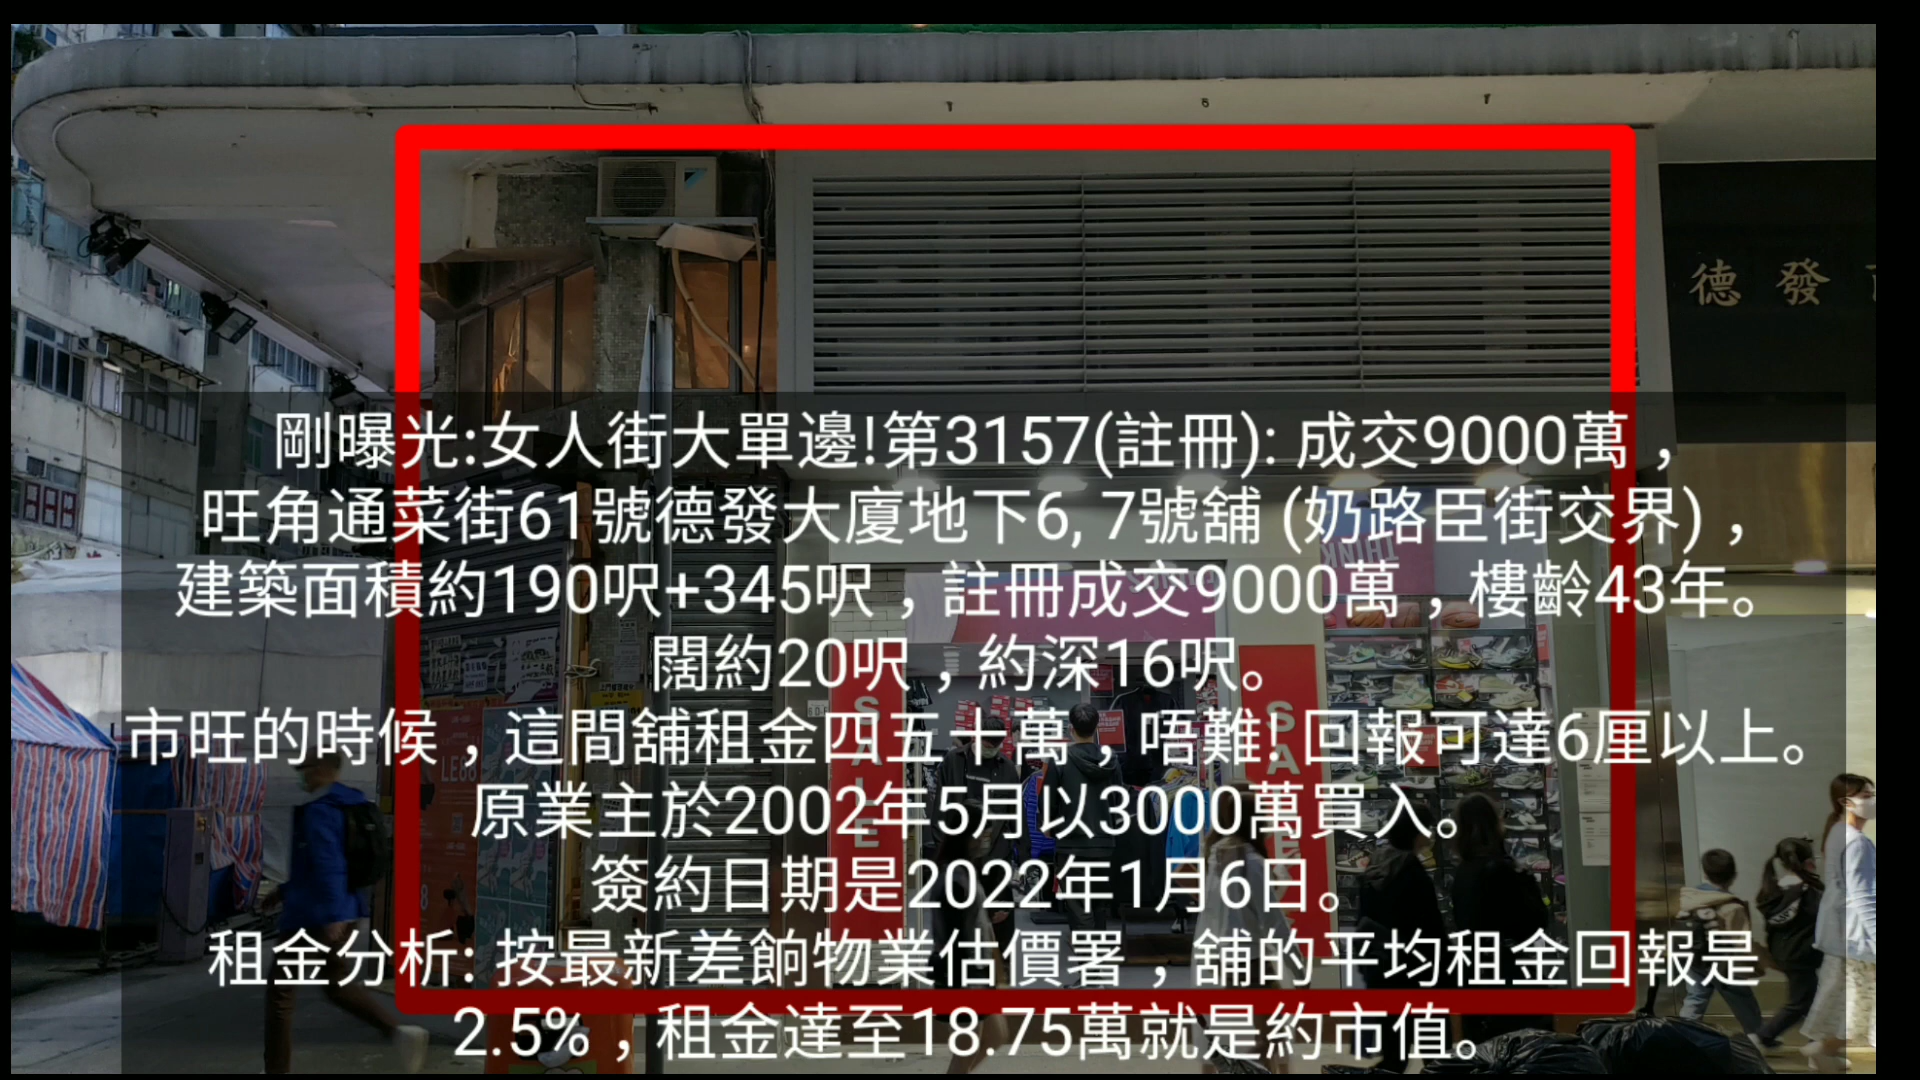 德發
剛曝光:女人街大單邊!第3157(註冊): 成交9000萬，
旺角通菜街61號德發大廈地下6, 7號舖 (奶路臣街交界)，
建築面積約190呎+345呎，註冊成交9000萬，樓齡43年。
闊約20呎，約深16呎。
市旺的時候，這間舖租金四五十萬，唔難! 回報可達6厘以上。
原業主於2002年5月以3000萬買入。
簽約日期是2022年1月6日。
租金分析: 按最新差餉物業估價署，舖的平均租金回報是
2.5%，租金達至18.75萬就是約市值。
THINK
SALE
SALE